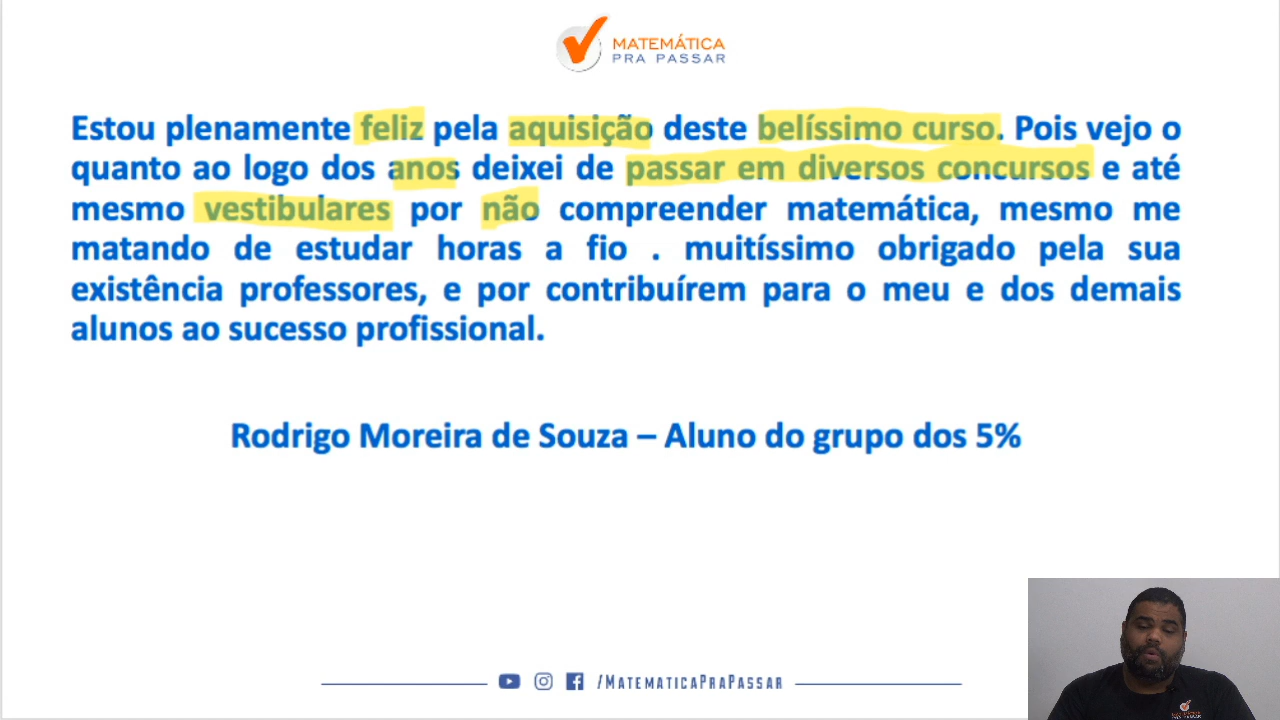 MATEMÁTICA
PRA PASSAR
Estou plenamente feliz pela aquisição deste belíssimo curso. Pois vejo o
quanto ao logo dos anos deixei de passar em diversos concursos e até
mesmo vestibulares por não compreender matemática, mesmo me
matando de estudar horas a fio . muitíssimo obrigado pela sua
existência professores, e por contribuírem para o meu e dos demais
alunos ao sucesso profissional.
Rodrigo Moreira de Souza – Aluno do grupo dos 5%
/MATEMATICAPRAPASSAR
MATEMÁTICA
PRA PASSAR